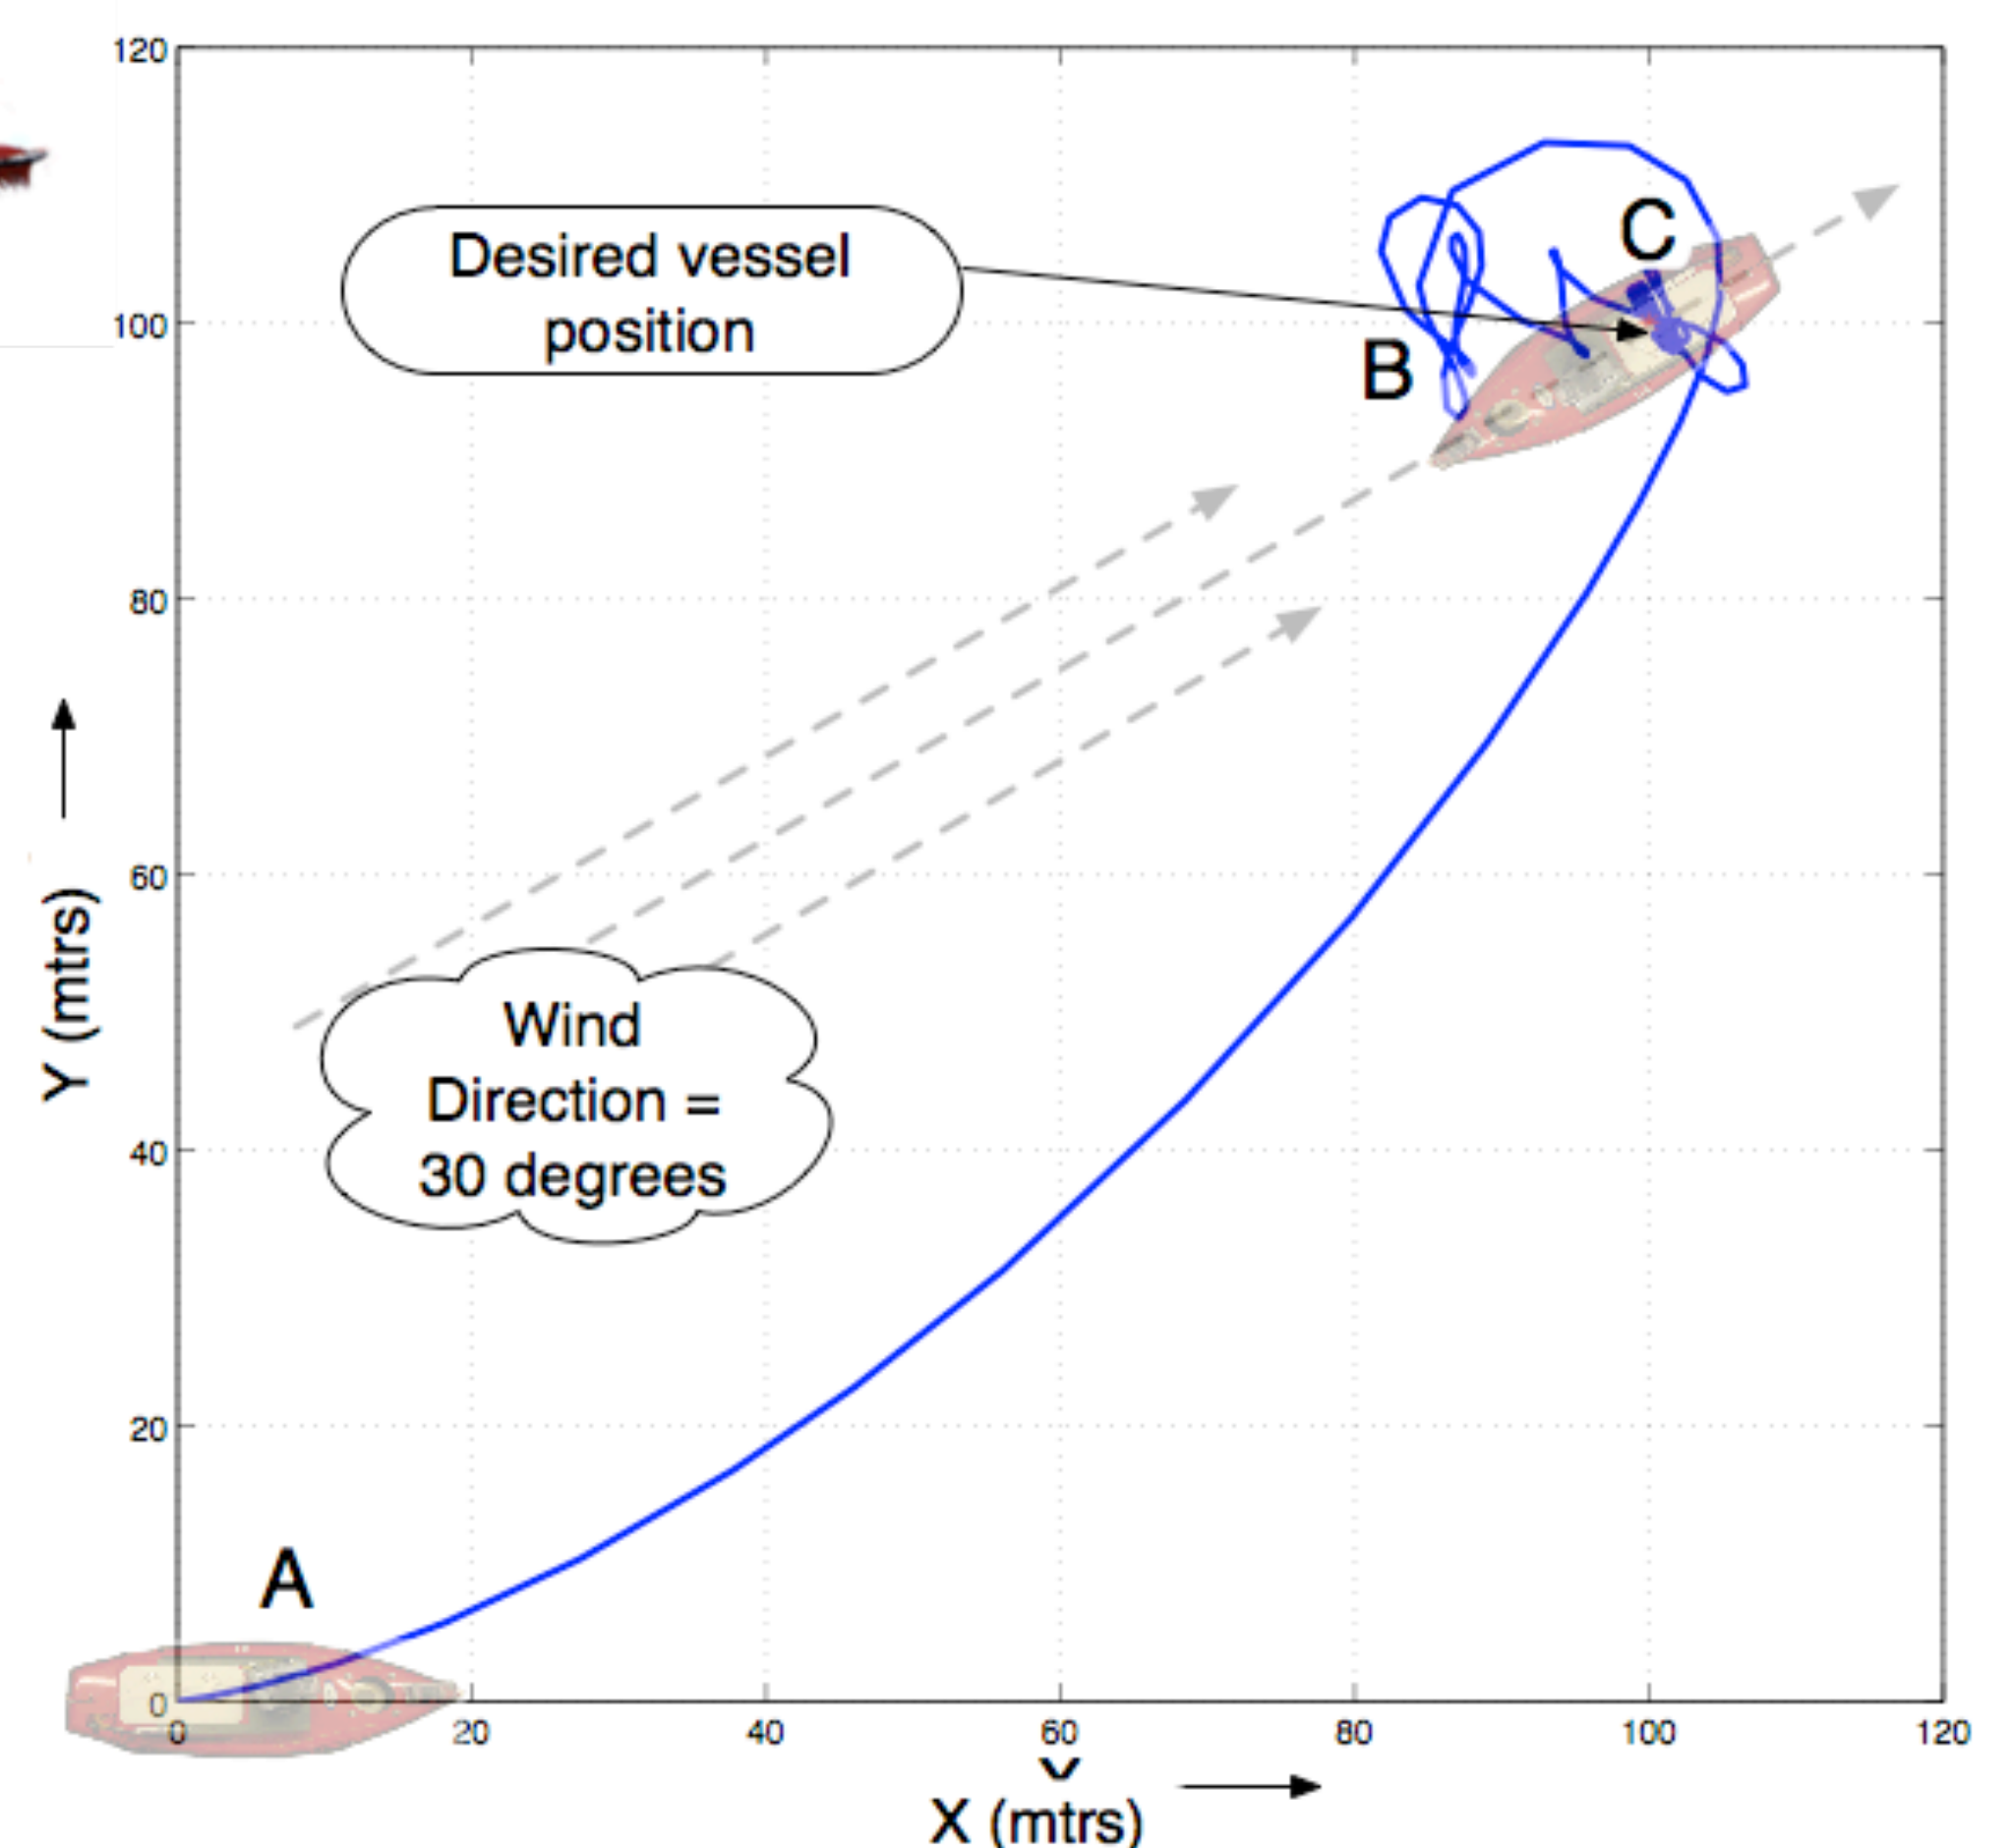 120
Desired vessel
position
C
100
B
80
60
Y (mtrs)
Wind
Direction =
30 degrees
40
20
A
0
0 20 40 60 80 100 120
X (mtrs)